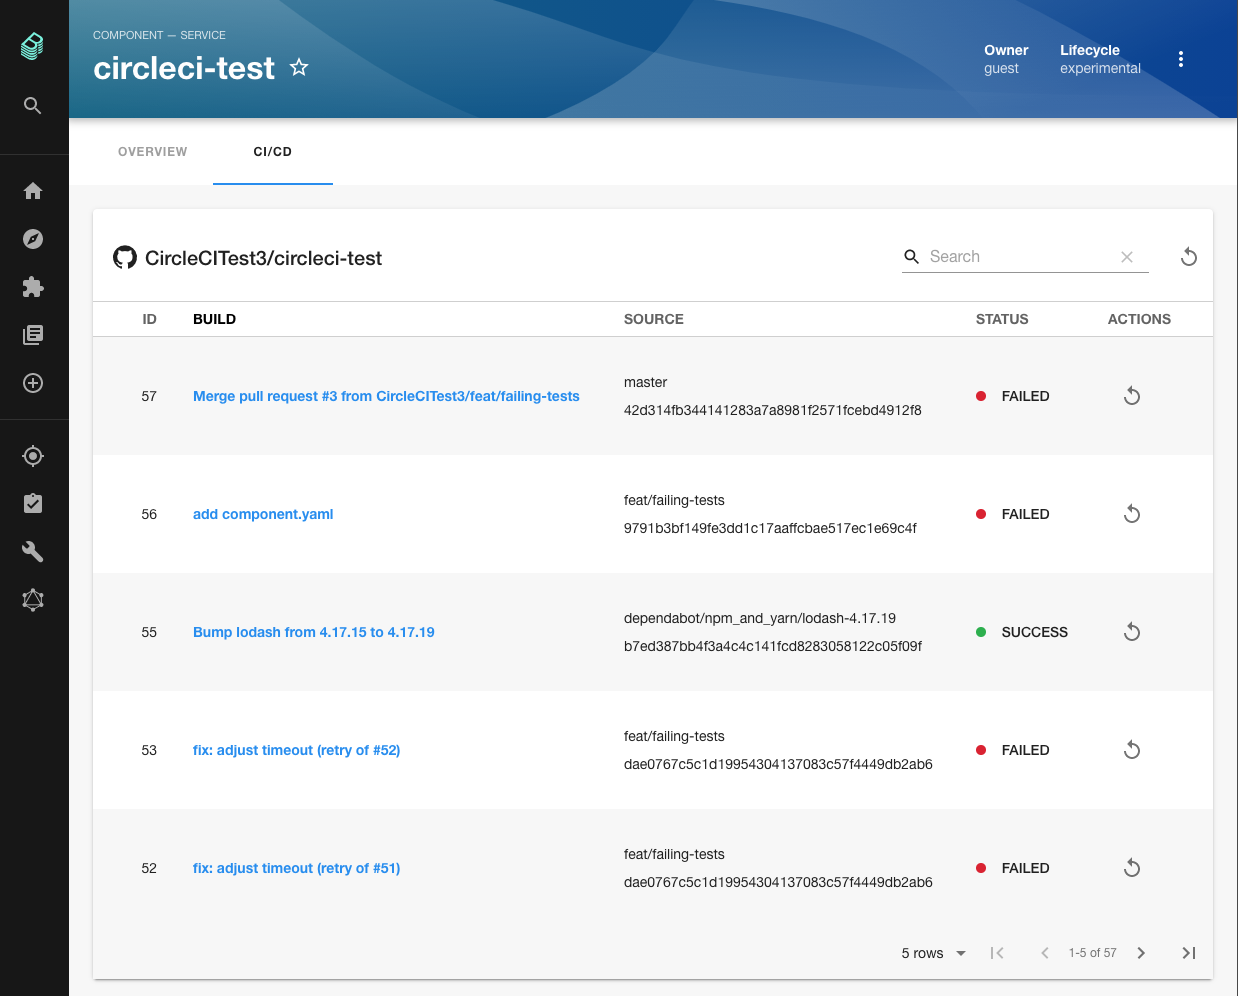 COMPONENT — SERVICE
circleci-test
Owner
guest
Lifecycle
experimental
OVERVIEW
CI/CD
CircleCITest3/circleci-test
Search
ID BUILD SOURCE STATUS ACTIONS
57 Merge pull request #3 from CircleCITest3/feat/failing-tests master FAILED
42d314fb344141283a7a8981f2571fcebd4912f8
56 add component.yaml feat/failing-tests FAILED
9791b3bf149fe3dd1c17aaffcbae517ec1e69c4f
55 Bump lodash from 4.17.15 to 4.17.19 dependabot/npm_and_yarn/lodash-4.17.19 SUCCESS
b7ed387bb4f3a4c4c141fcd8283058122c05f09f
53 fix: adjust timeout (retry of #52) feat/failing-tests FAILED
dae0767c5c1d19954304137083c57f4449db2ab6
52 fix: adjust timeout (retry of #51) feat/failing-tests FAILED
dae0767c5c1d19954304137083c57f4449db2ab6
5 rows 1-5 of 57